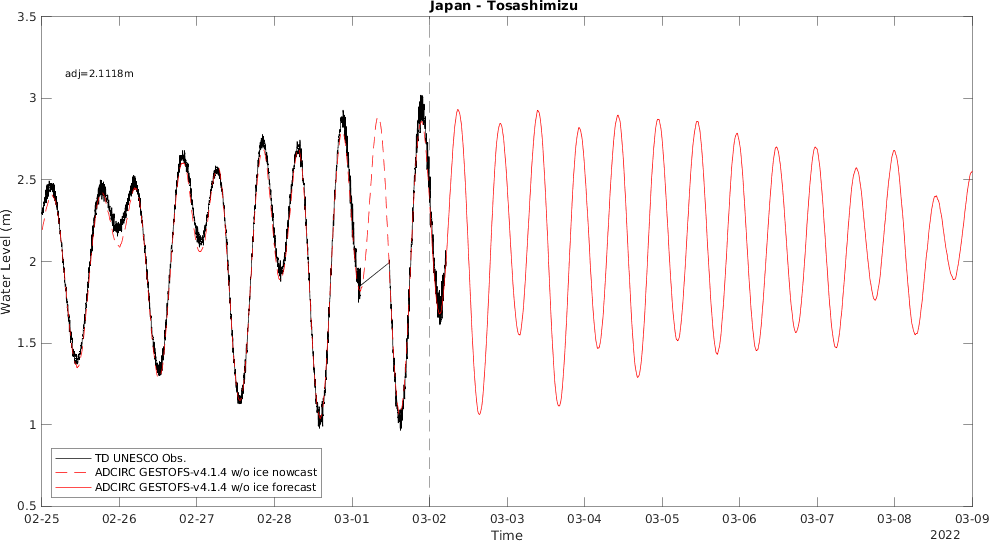 Japan - Tosashimizu
3.5
adj=2.1118m
3
2.5
2
1.5
1
0.5
Water Level (m)
TD UNESCO Obs.
ADCIRC GESTOFS-v4.1.4 w/o ice nowcast
ADCIRC GESTOFS-v4.1.4 w/o ice forecast
02-25 02-26 02-27 02-28 03-01 03-02 03-03 03-04 03-05 03-06 03-07 03-08 03-09
Time
2022